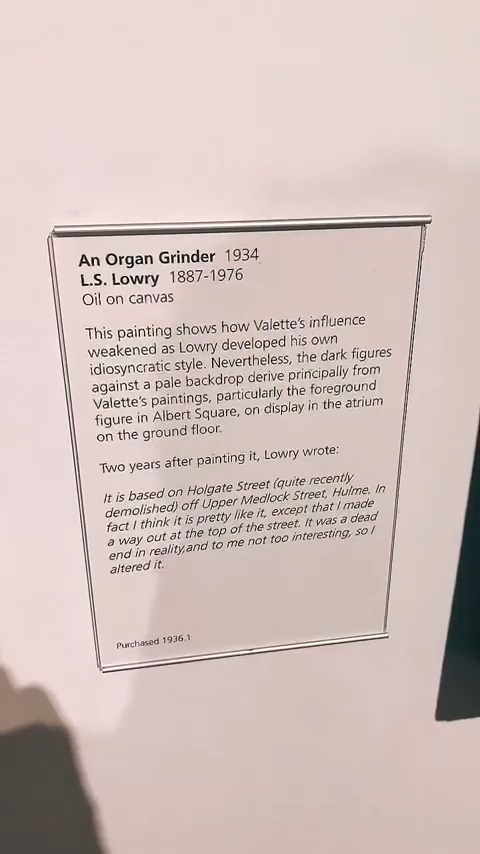 An Organ Grinder 1934
L.S. Lowry 1887-1976
Oil on canvas
This painting shows how Valette's influence
weakened as Lowry developed his own
idiosyncratic style. Nevertheless, the dark figures
against a pale backdrop derive principally from
Valette's paintings, particularly the foreground
figure in Albert Square, on display in the atrium
on the ground floor.
Two years after painting it, Lowry wrote:
It is based on Holgate Street (quite recently
demolished) off Upper Medlock Street, Hulme. In
fact I think it is pretty like it, except that I made
a way out at the top of the street. It was a dead
end in reality,and to me not too interesting, so I
altered it.
Purchased 1936.1